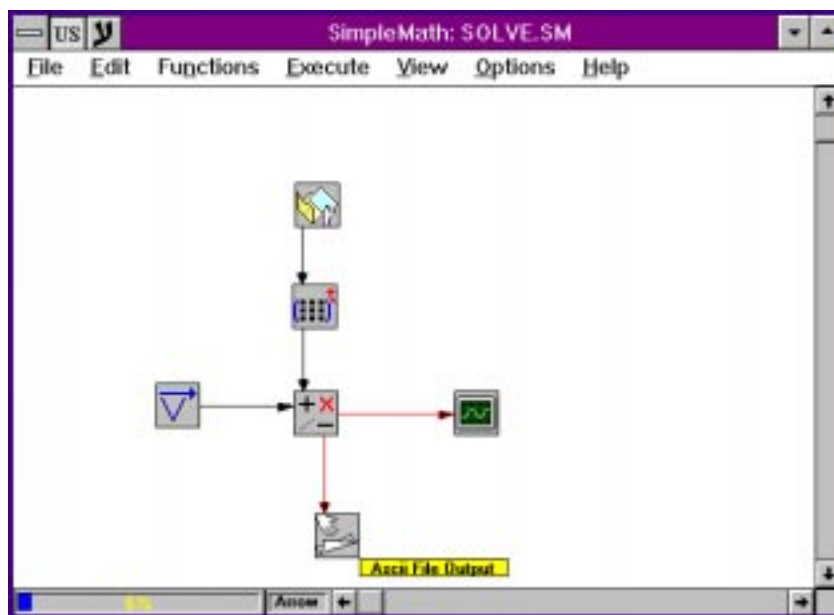 US SimpleMath: SOLVE.SM
File Edit Functions Execute View Options Help
Ascii File Output
Arrow